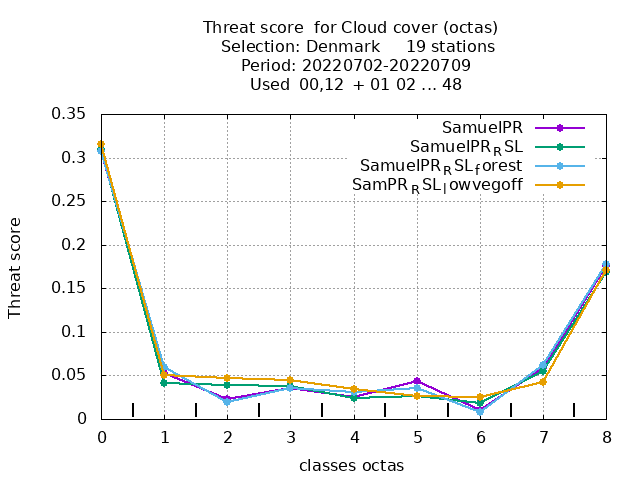 Threat score  for Cloud cover (octas)
Selection: Denmark     19 stations
Period: 20220702-20220709
Used  00,12  + 01 02 ... 48
SamuelPR
SamuelPR_RSL
SamuelPR_RSL_forest
SamPR_RSL_lowvegoff
0.35
0.3
0.25
0.2
0.15
0.1
0.05
0
Threat score
0 1 2 3 4 5 6 7 8
classes octas